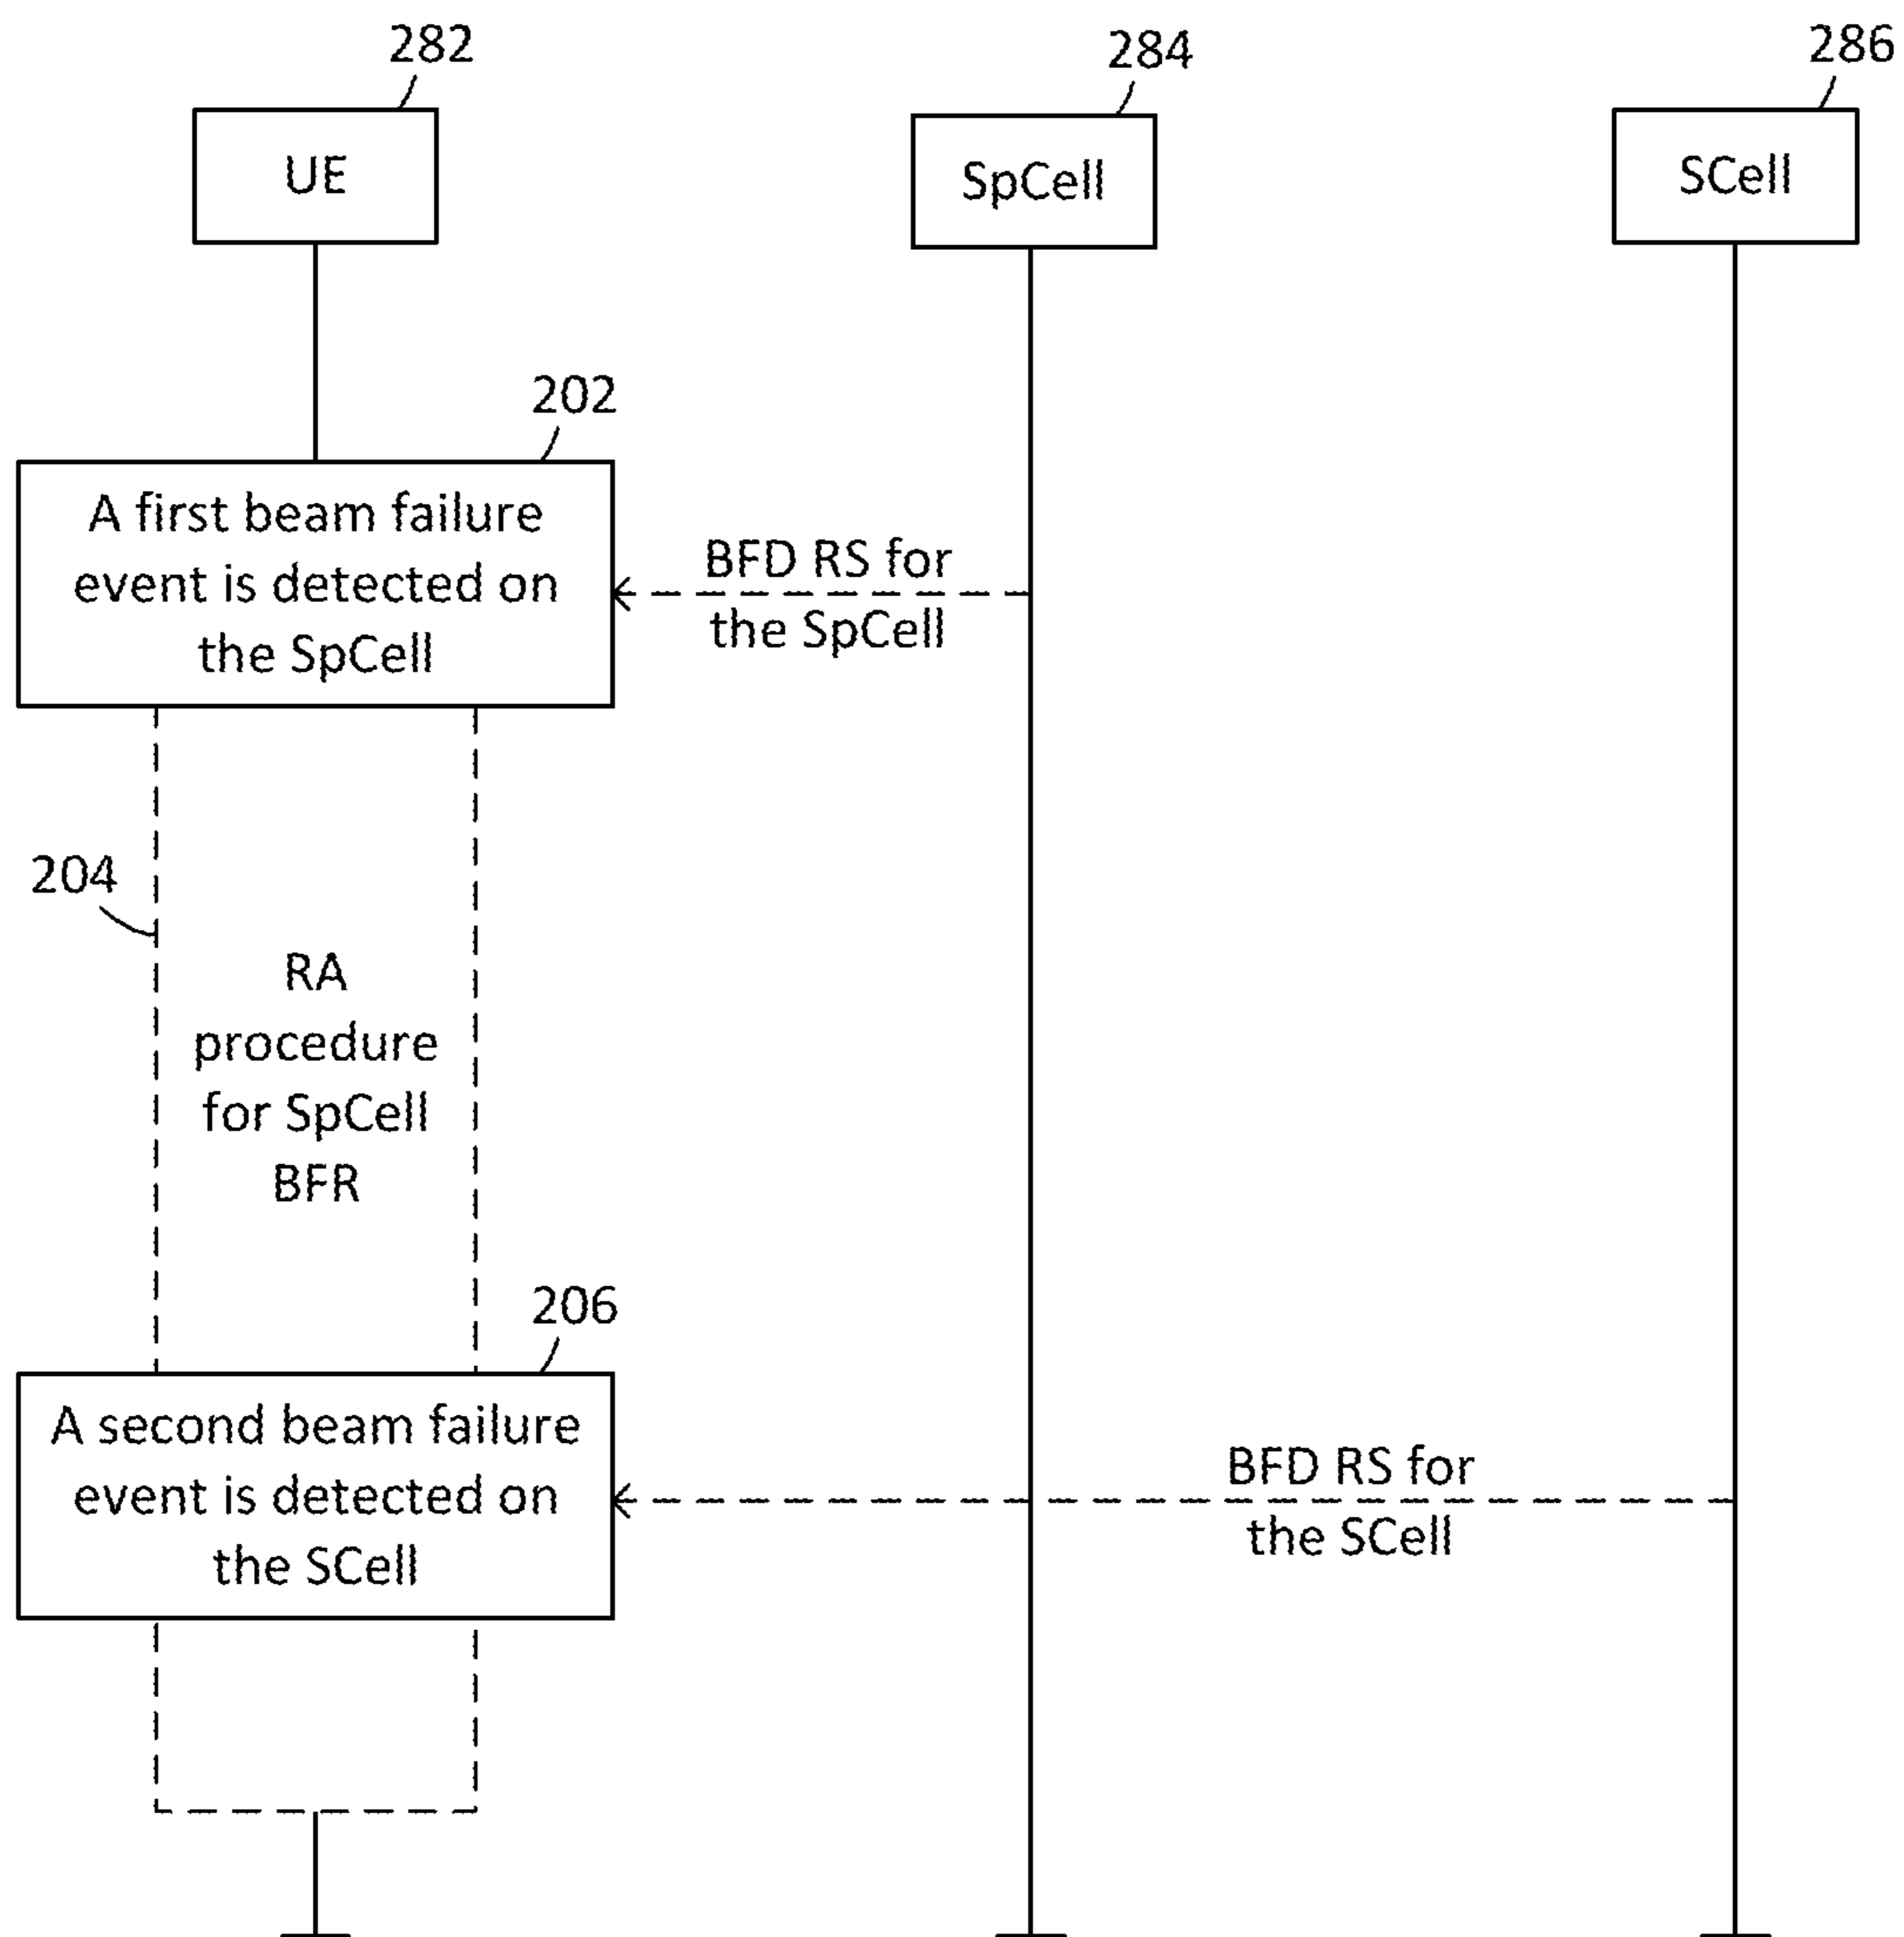 282
284
286
UE
SpCell
SCell
202
A first beam failure
event is detected on
the SpCell
BFD RS for
the SpCell
204
RA
procedure
for SpCell
BFR
206
A second beam failure
event is detected on
the SCell
BFD RS for
the SCell